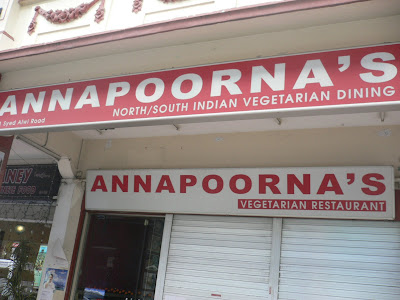 ANNAPOORNA'S
NORTH/SOUTH INDIAN VEGETARIAN DINING
Syed Alwi Road
ANNAPOORNA'S
VEGETARIAN RESTAURANT